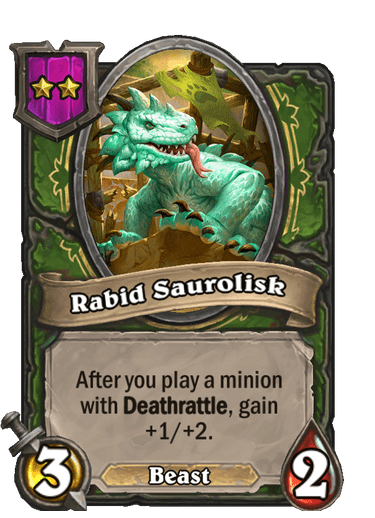 Rabid Saurolisk
After you play a minion
with Deathrattle, gain
+1/+2.
3
Beast
2